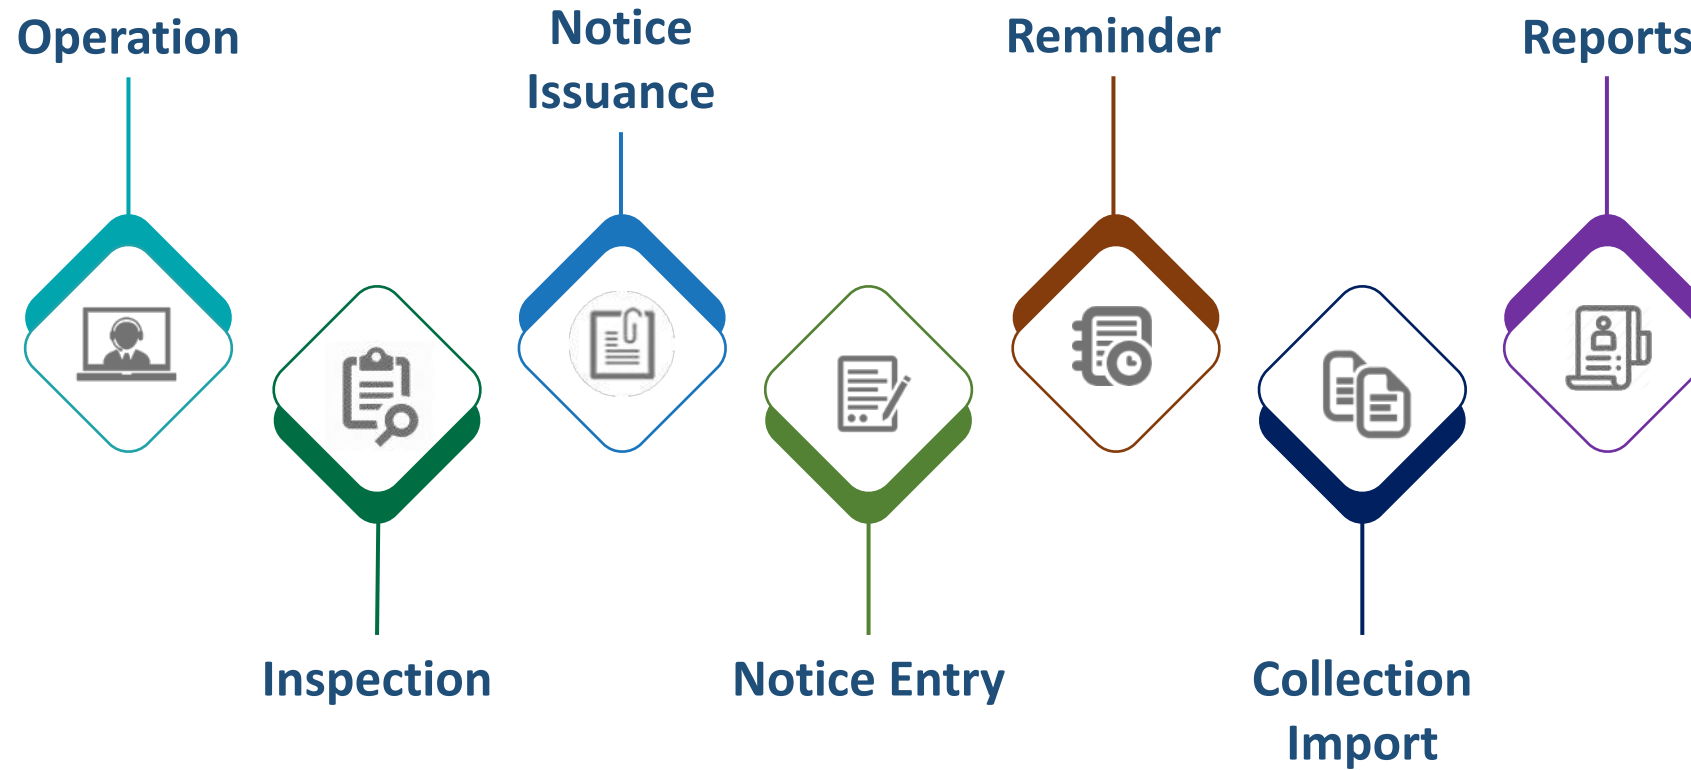 Operation
Inspection
Notice
Issuance
Notice Entry
Reminder
Collection
Import
Reports